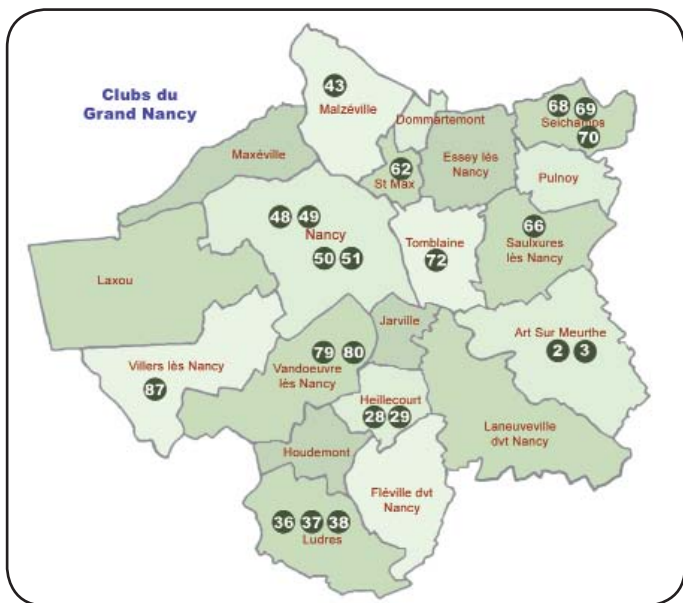 Clubs du
Grand Nancy
43
Malzéville
Dommartemont
68 69
Seichamps
70
Maxéville
62
St Max
Essey lès
Nancy
Pulnoy
48 49
Nancy
50 51
Tomblaine
72
66
Saulxures
lès Nancy
Laxou
Jarville
Art Sur Meurthe
2 3
Villers lès Nancy
87
79 80
Vandoeuvre
lès Nancy
Heillecourt
28 29
Laneuveville
dvt Nancy
Houdemont
Fléville dvt
Nancy
36 37 38
Ludres